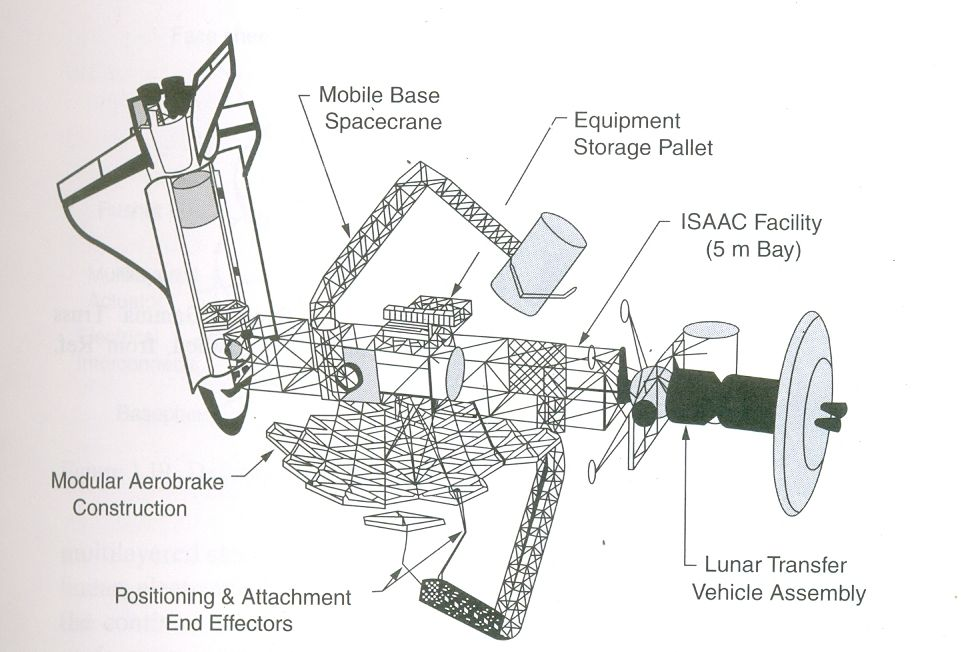 Mobile Base
Spacecrane
Equipment
Storage Pallet
ISAAC Facility
(5 m Bay)
Modular Aerobrake
Construction
Positioning & Attachment
End Effectors
Lunar Transfer
Vehicle Assembly